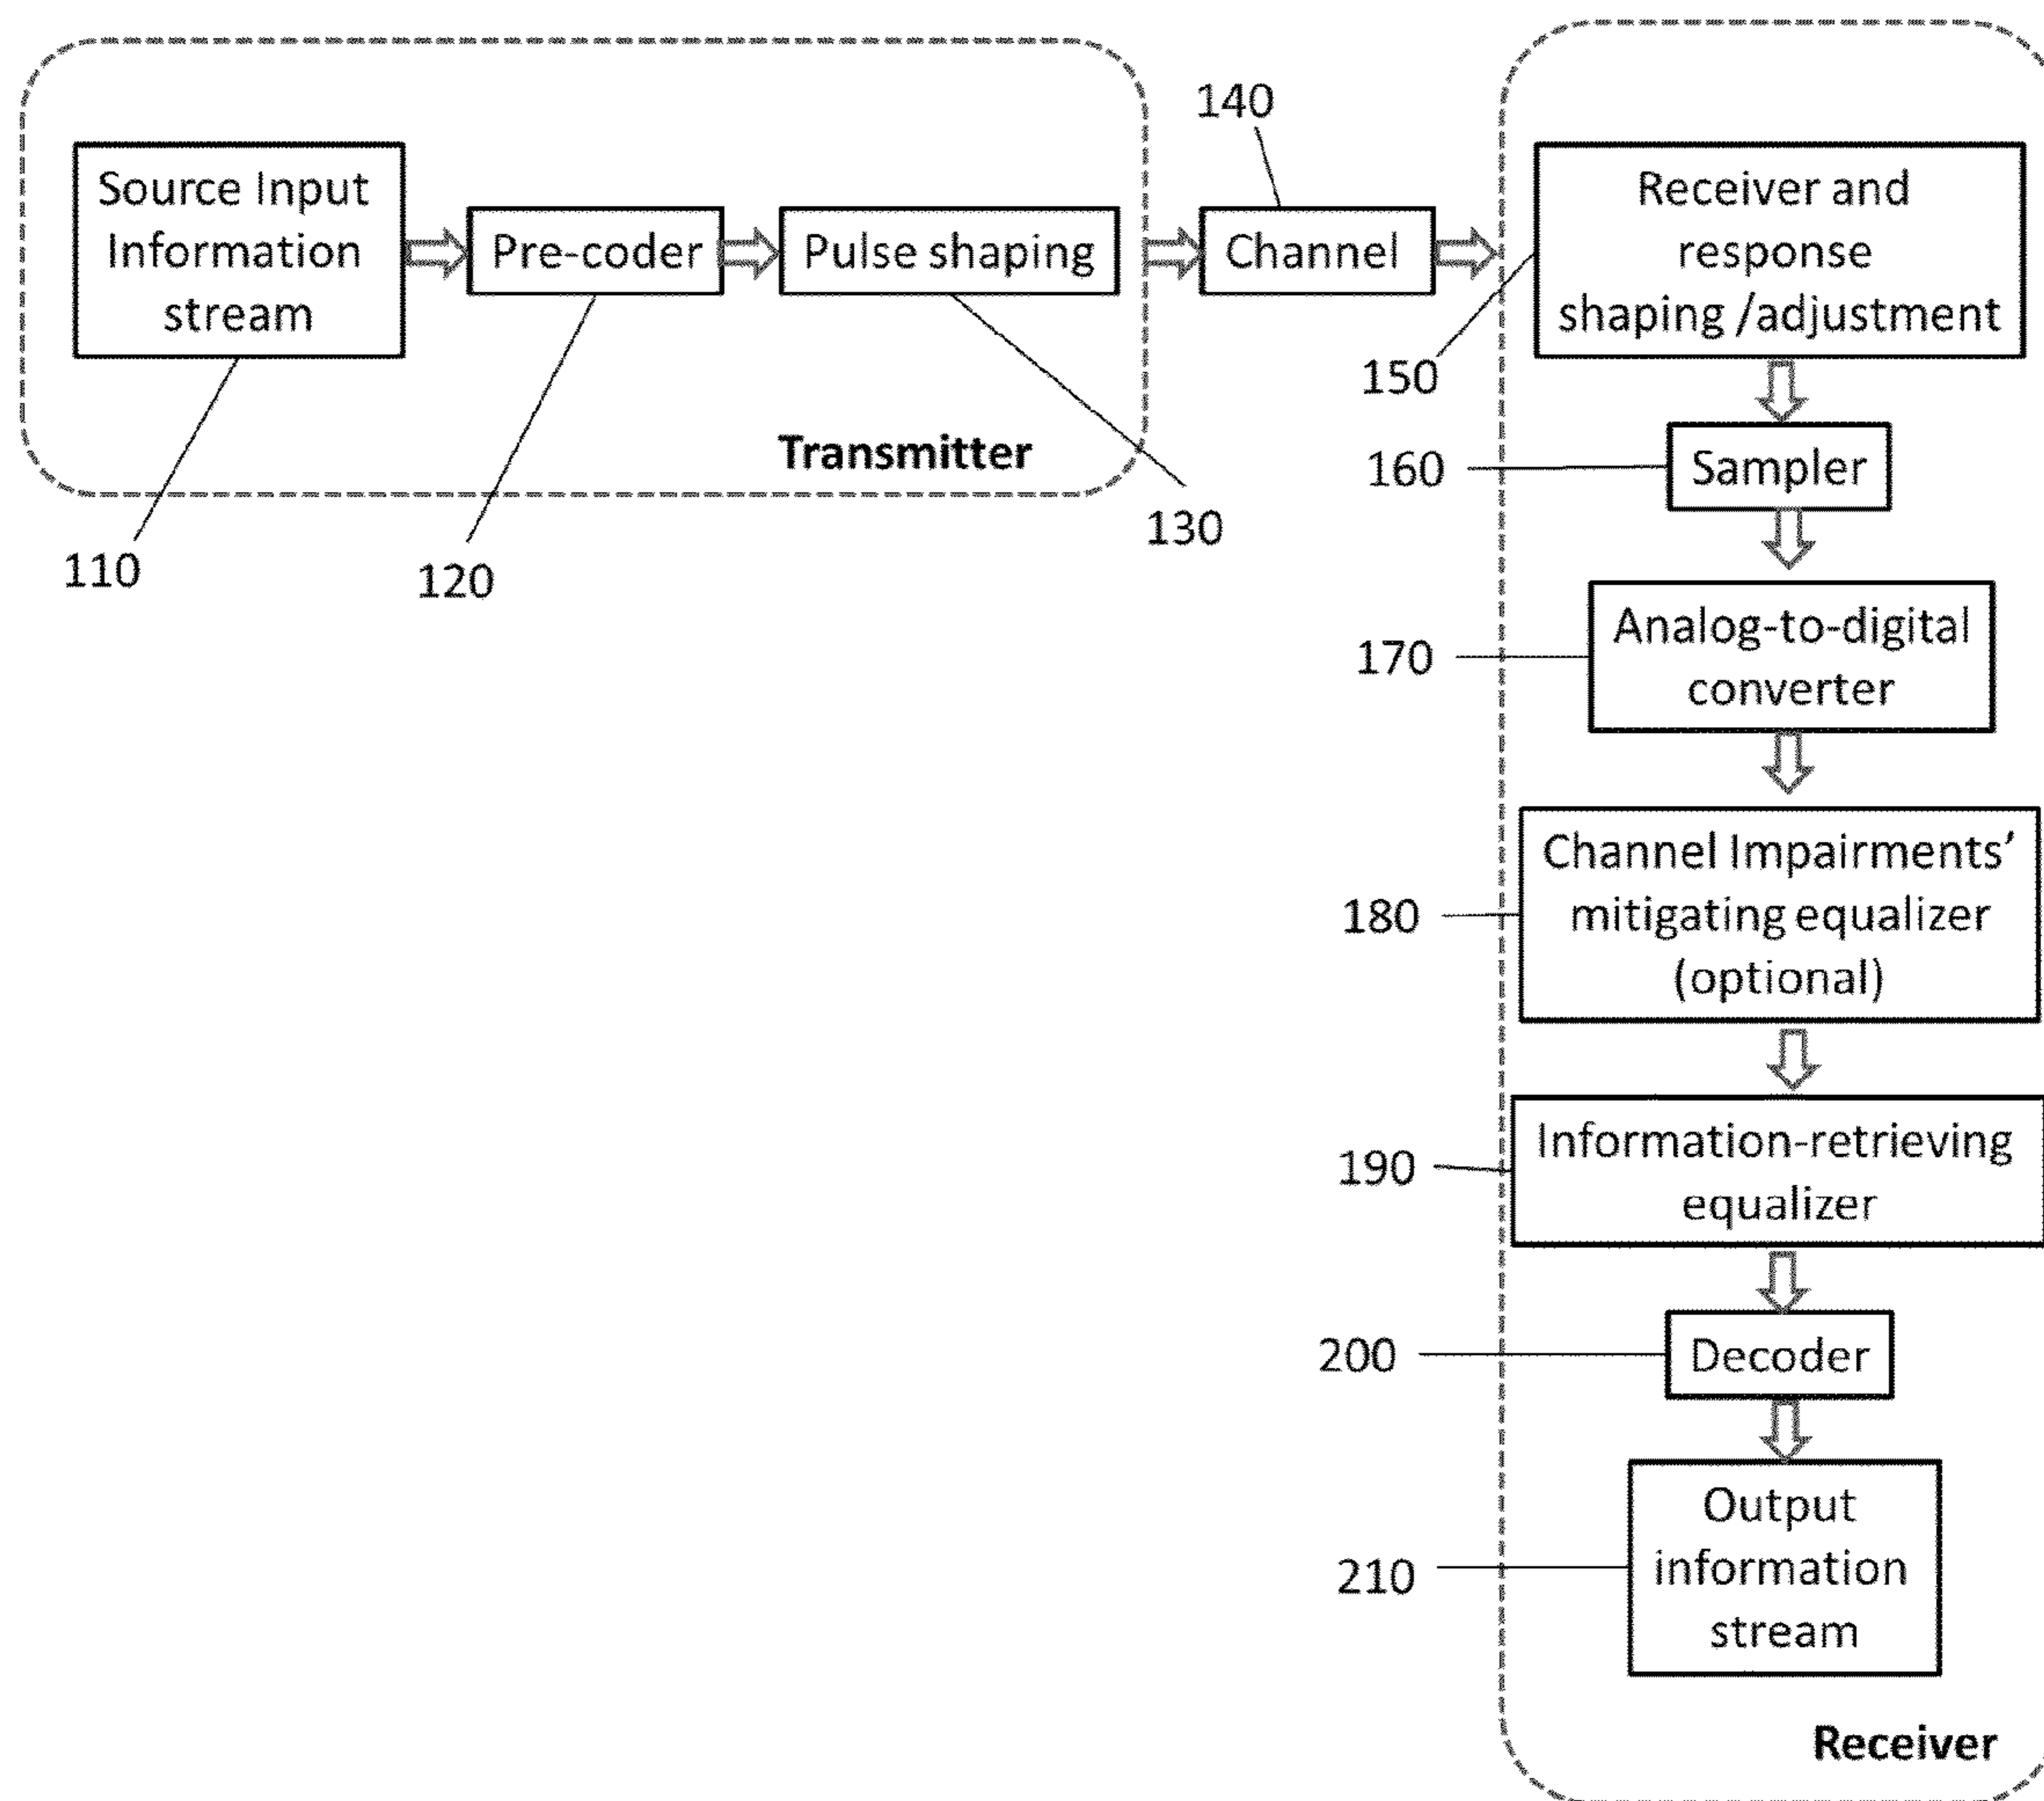 140
Source Input
Information
stream
Pre-coder
Pulse shaping
Channel
Receiver and
response
shaping /adjustment
150
Transmitter
160
Sampler
130
110
120
170
Analog-to-digital
converter
180
Channel Impairments’
mitigating equalizer
(optional)
190
Information-retrieving
equalizer
200
Decoder
210
Output
information
stream
Receiver